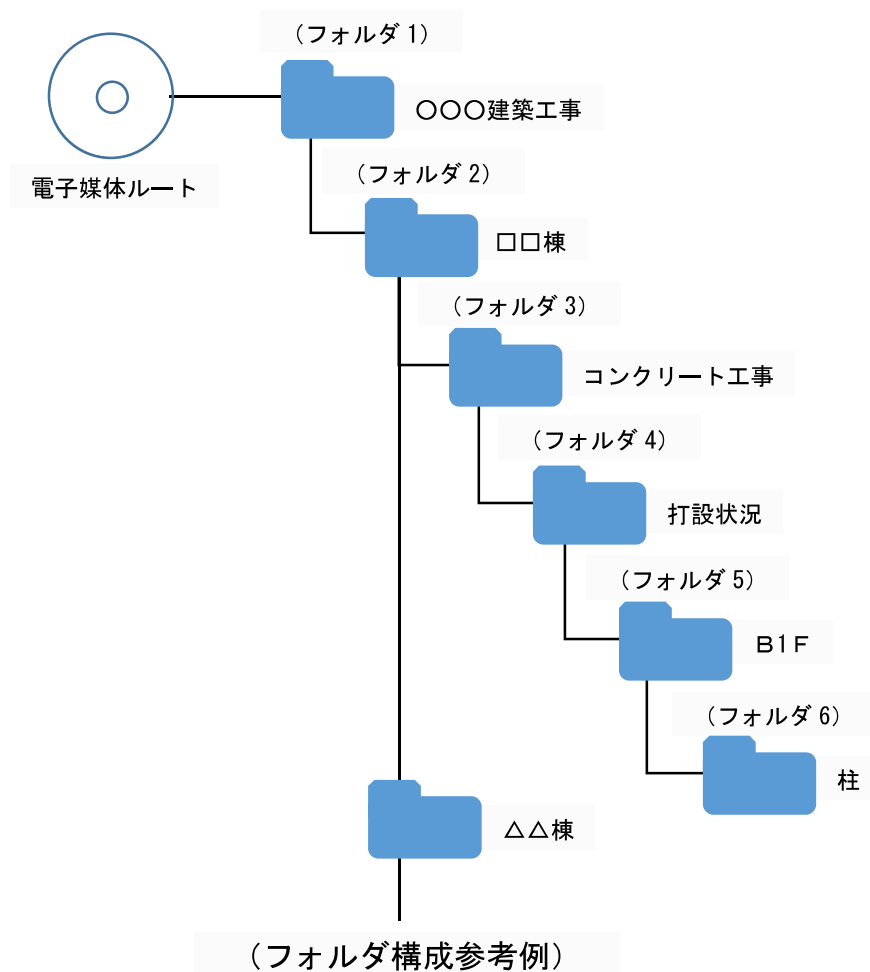 （フォルダ1）
〇〇〇建築工事
電子媒体ルート
（フォルダ2）
□□棟
（フォルダ3）
コンクリート工事
（フォルダ4）
打設状況
（フォルダ5）
Ｂ1Ｆ
（フォルダ6）
柱
△△棟
（フォルダ構成参考例）